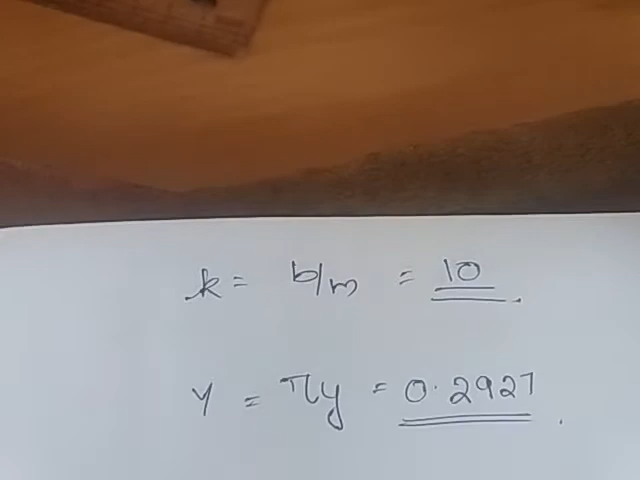 k = b/m = 10.
Y = πy = 0.2927.